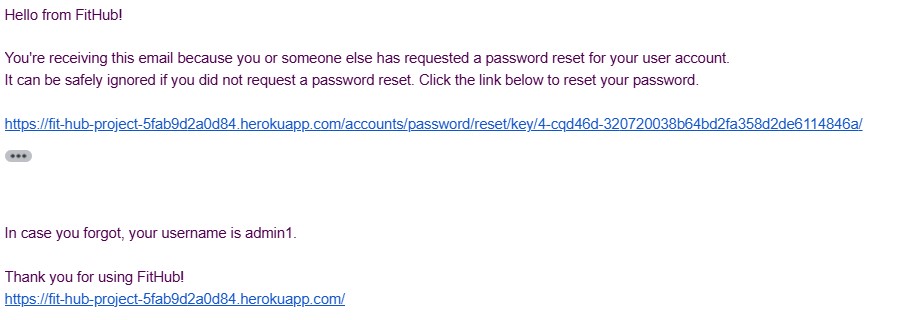 Hello from FitHub!
You're receiving this email because you or someone else has requested a password reset for your user account.
It can be safely ignored if you did not request a password reset. Click the link below to reset your password.
https://fit-hub-project-5fab9d2a0d84.herokuapp.com/accounts/password/reset/key/4-cqd46d-320720038b64bd2fa358d2de6114846a/
In case you forgot, your username is admin1.
Thank you for using FitHub!
https://fit-hub-project-5fab9d2a0d84.herokuapp.com/